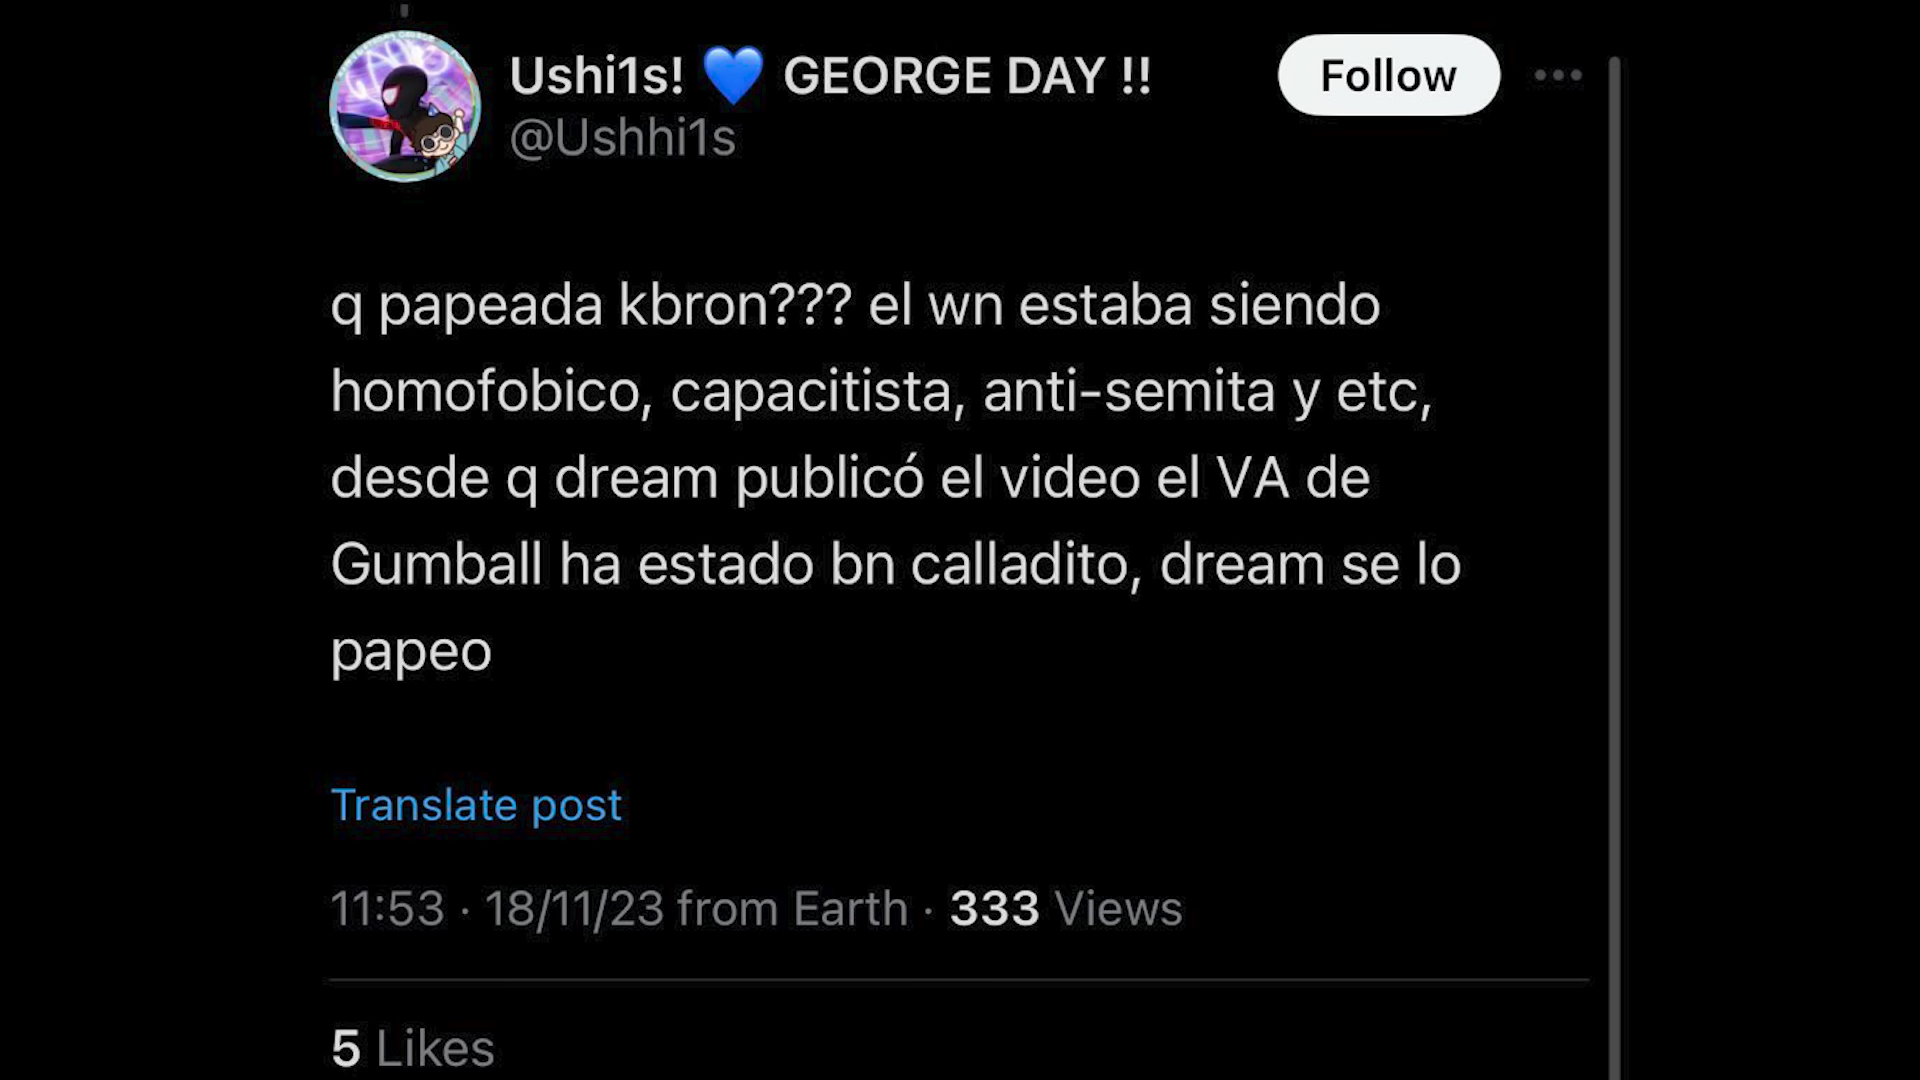 Ushi1s! 💙 GEORGE DAY !!
Follow
@Ushhi1s
q papeada kbron??? el wn estaba siendo
homofobico, capacitista, anti-semita y etc,
desde q dream publicó el video el VA de
Gumball ha estado bn calladito, dream se lo
papeo
Translate post
11:53 · 18/11/23 from Earth · 333 Views
5 Likes